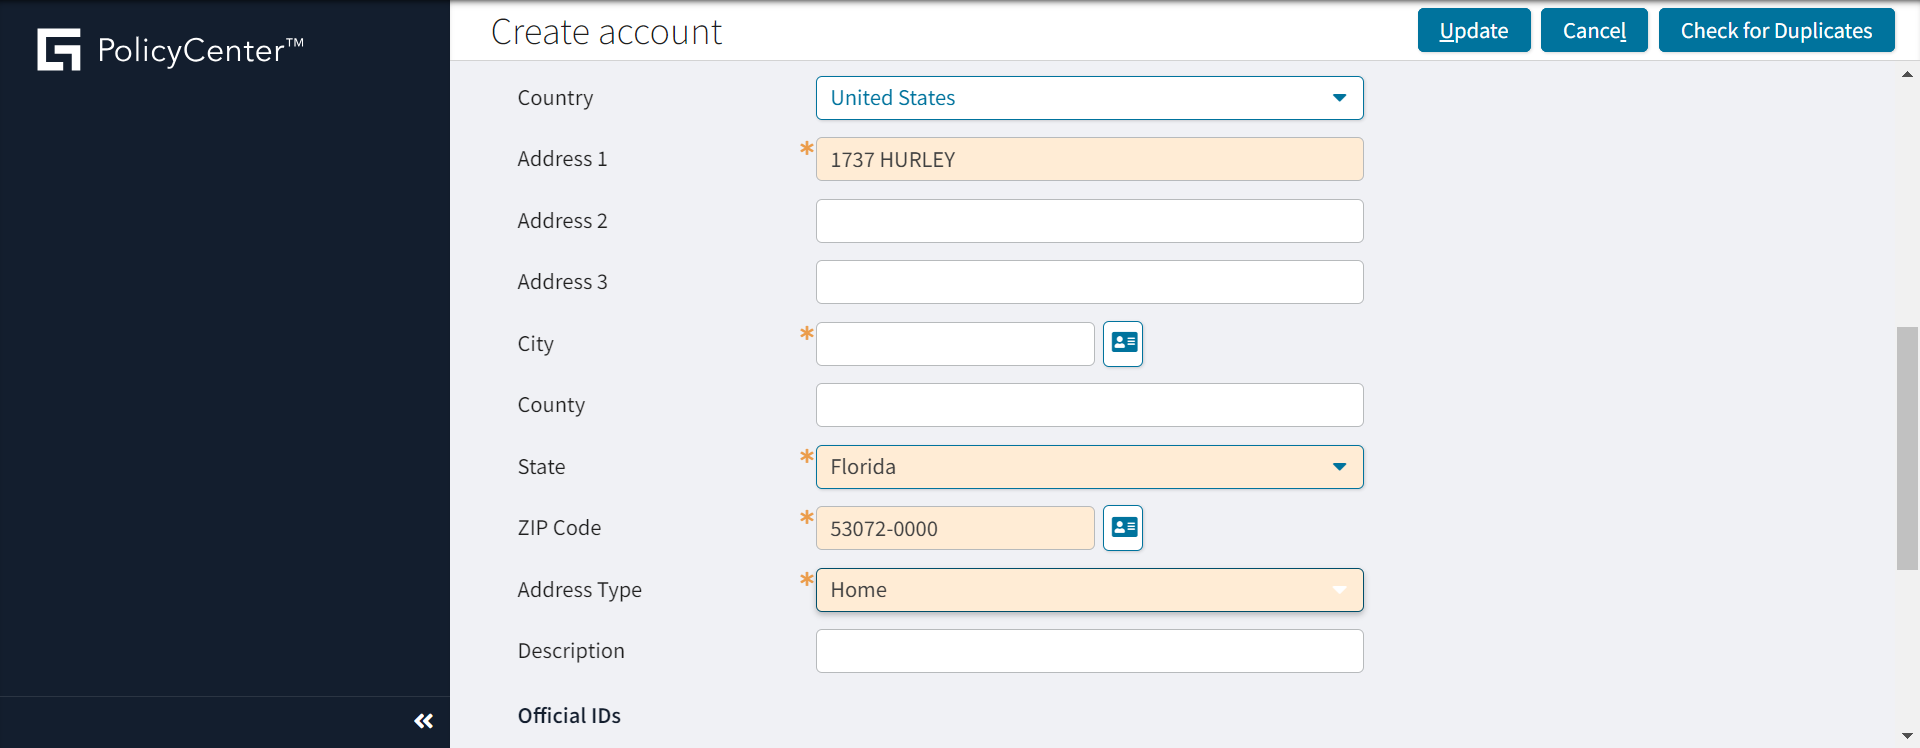 PolicyCenter™
Create account
Update
Cancel
Check for Duplicates
Country
United States
Address 1
* 1737 HURLEY
Address 2
Address 3
City
*
County
State
* Florida
ZIP Code
* 53072-0000
Address Type
* Home
Description
Official IDs